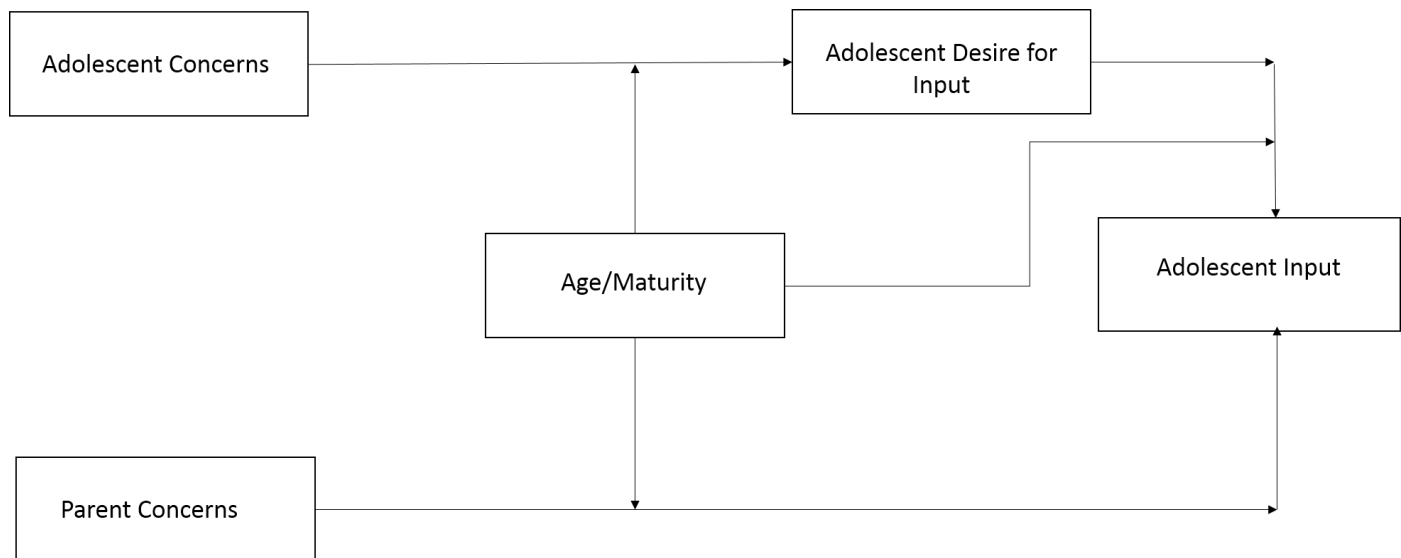 Adolescent Concerns
Adolescent Desire for
Input
Age/Maturity
Adolescent Input
Parent Concerns